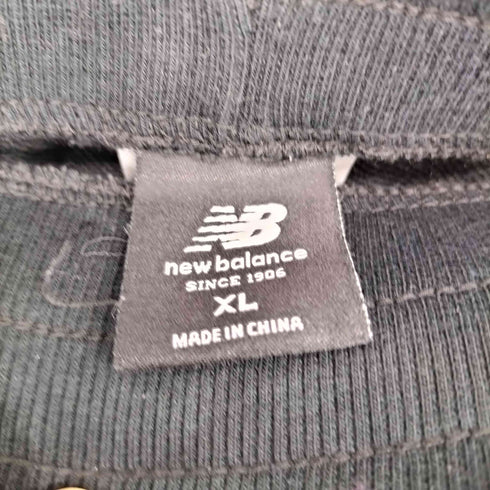 NB
new balance
SINCE 1906
XL
MADE IN CHINA